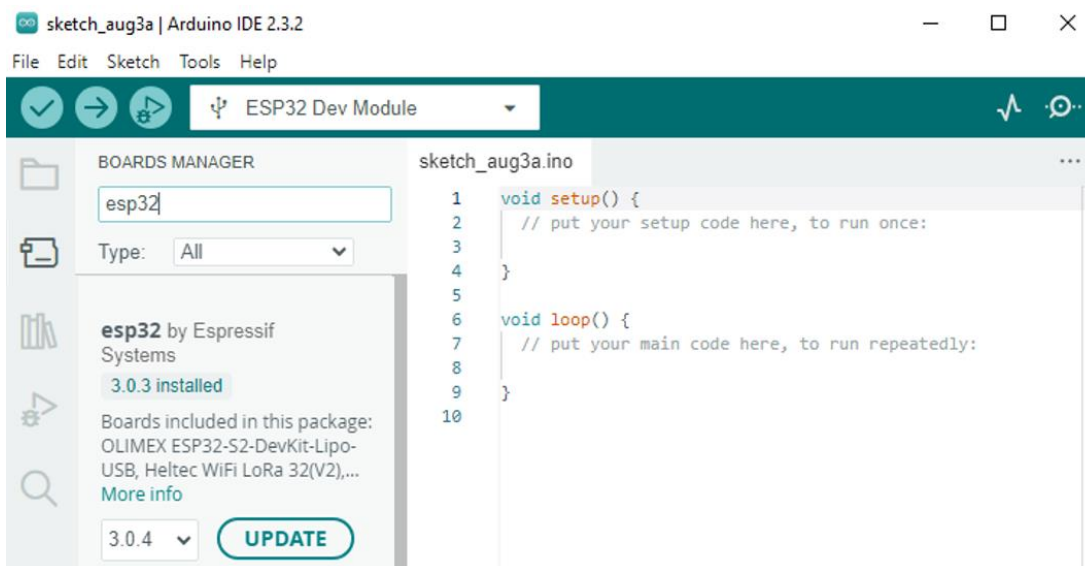 sketch_aug3a | Arduino IDE 2.3.2
File Edit Sketch Tools Help
ESP32 Dev Module
BOARDS MANAGER
esp32
Type: All
esp32 by Espressif
Systems
3.0.3 installed
Boards included in this package:
OLIMEX ESP32-S2-DevKit-Lipo-
USB, Heltec WiFi LoRa 32(V2),...
More info
3.0.4 UPDATE
sketch_aug3a.ino
1 void setup() {
2 // put your setup code here, to run once:
3
4 }
5
6 void loop() {
7 // put your main code here, to run repeatedly:
8
9 }
10